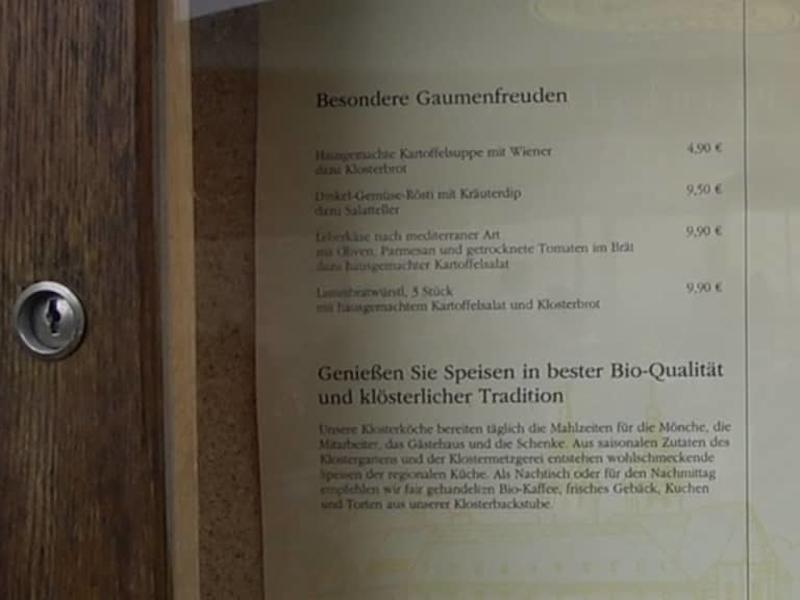 Besondere Gaumenfreuden
Hausgemachte Kartoffelsuppe mit Wiener 4,90 €
dazu Klosterbrot
Dinkel-Gemüse-Rösti mit Kräuterdip 9,50 €
dazu Salatteller
Leberkäse nach mediterraner Art 9,90 €
mit Oliven, Parmesan und getrocknete Tomaten im Brät
dazu hausgemachter Kartoffelsalat
Lammbratwürstl, 3 Stück 9,90 €
mit hausgemachtem Kartoffelsalat und Klosterbrot
Genießen Sie Speisen in bester Bio-Qualität
und klösterlicher Tradition
Unsere Klosterköche bereiten täglich die Mahlzeiten für die Mönche, die
Mitarbeiter, das Gästehaus und die Schenke. Aus saisonalen Zutaten des
Klostergartens und der Klostermetzgerei entstehen wohlschmeckende
Speisen der regionalen Küche. Als Nachtisch oder für den Nachmittag
empfehlen wir fair gehandelten Bio-Kaffee, frisches Gebäck, Kuchen
und Torten aus unserer Klosterbackstube.